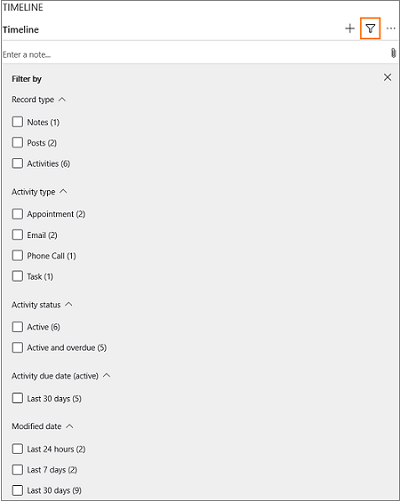 TIMELINE
Timeline
Enter a note...
Filter by
Record type
Notes (1)
Posts (2)
Activities (6)
Activity type
Appointment (2)
Email (2)
Phone Call (1)
Task (1)
Activity status
Active (6)
Active and overdue (5)
Activity due date (active)
Last 30 days (5)
Modified date
Last 24 hours (2)
Last 7 days (2)
Last 30 days (9)